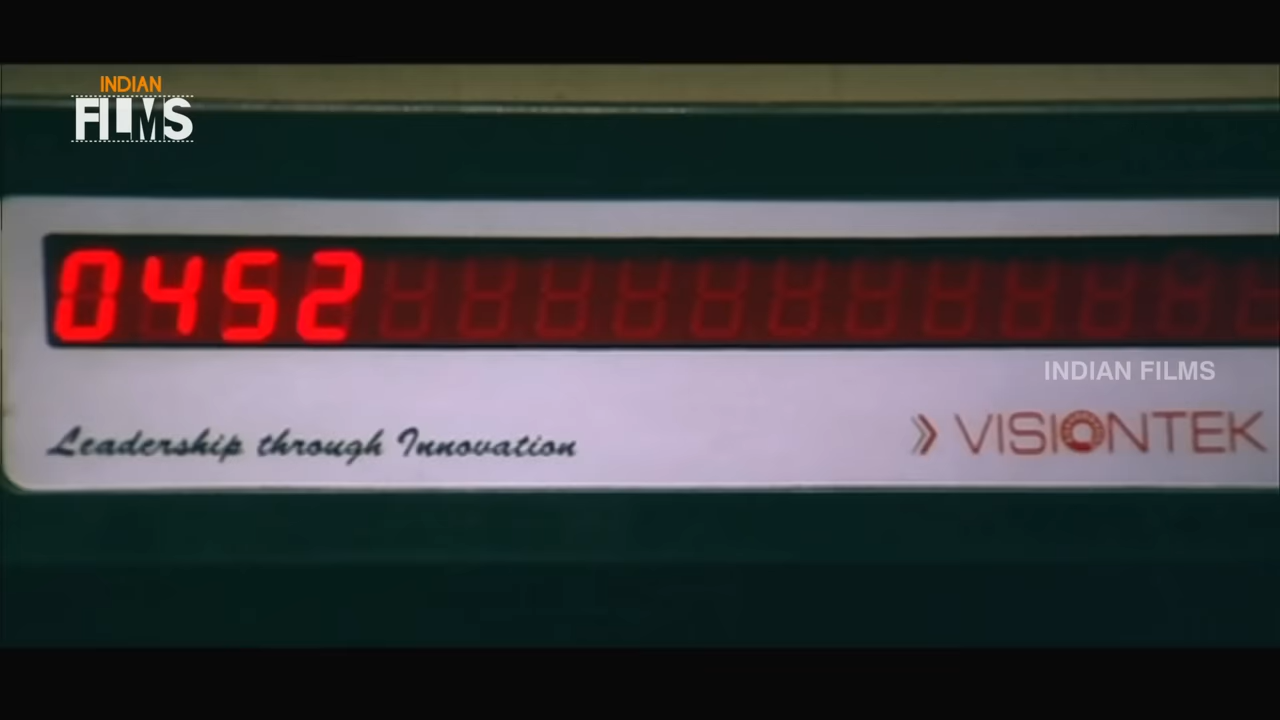 INDIAN
FILMS
0452
INDIAN FILMS
Leadership through Innovation
VISIONTEK